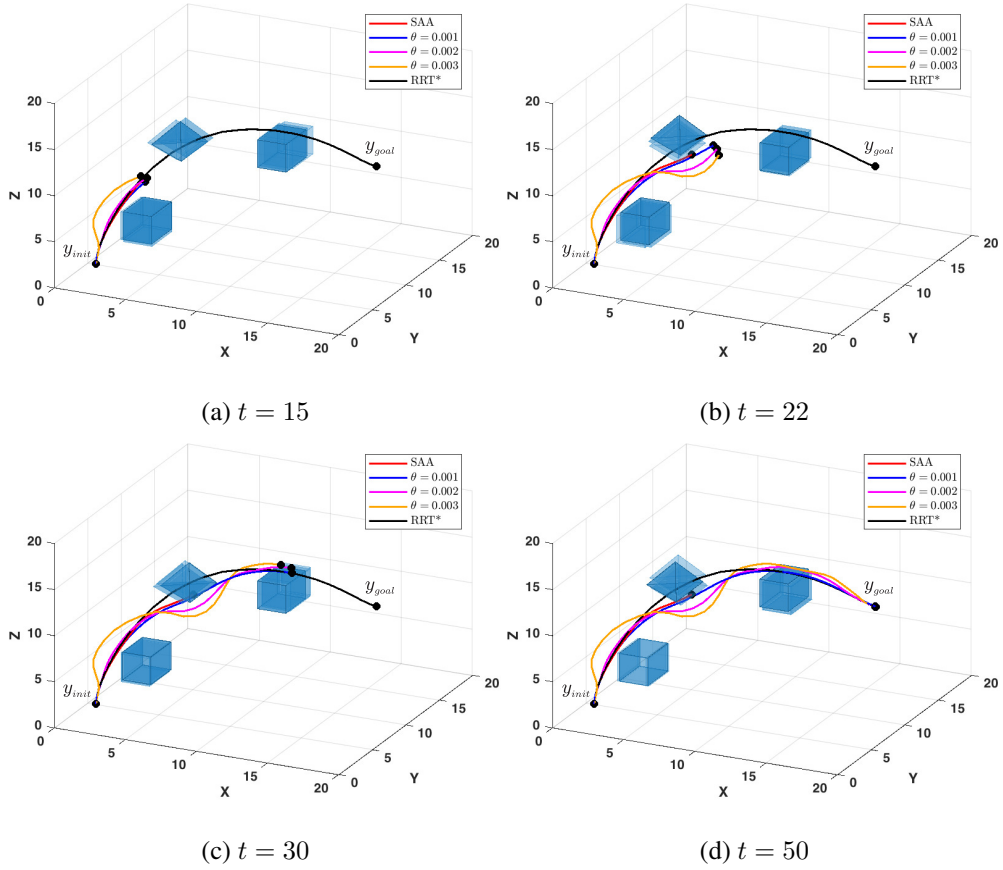 SAA
θ = 0.001
θ = 0.002
θ = 0.003
RRT*
20
15
10
5
0
Z
y_goal
y_init
0
5
10
15
20
X
0
5
10
15
20
Y
(a) t = 15
SAA
θ = 0.001
θ = 0.002
θ = 0.003
RRT*
20
15
10
5
0
Z
y_goal
y_init
0
5
10
15
20
X
0
5
10
15
20
Y
(b) t = 22
SAA
θ = 0.001
θ = 0.002
θ = 0.003
RRT*
20
15
10
5
0
Z
y_goal
y_init
0
5
10
15
20
X
0
5
10
15
20
Y
(c) t = 30
SAA
θ = 0.001
θ = 0.002
θ = 0.003
RRT*
20
15
10
5
0
Z
y_goal
y_init
0
5
10
15
20
X
0
5
10
15
20
Y
(d) t = 50